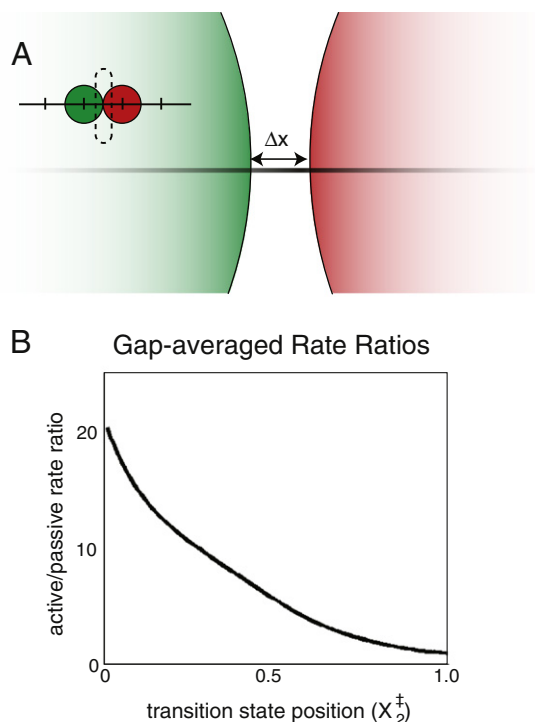 A
Δx
B
Gap-averaged Rate Ratios
active/passive rate ratio
20
10
0
0
0.5
1.0
transition state position (X₂‡)